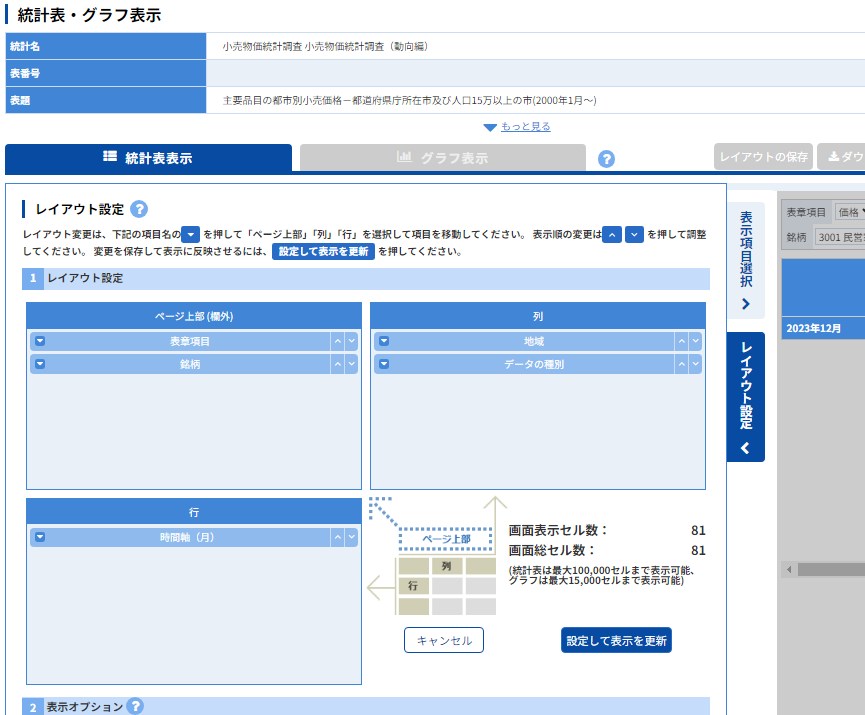 統計表・グラフ表示
統計名 小売物価統計調査 小売物価統計調査（動向編）
表番号
表題 主要品目の都市別小売価格－都道府県庁所在市及び人口15万以上の市(2000年1月～)
もっと見る
統計表表示 グラフ表示 ? レイアウトの保存 ダウ
レイアウト設定 ?
レイアウト変更は、下記の項目名の を押して「ページ上部」「列」「行」を選択して項目を移動してください。 表示順の変更は を押して調整
してください。 変更を保存して表示に反映させるには、 設定して表示を更新 を押してください。
1 レイアウト設定
ページ上部 (欄外)
表章項目
銘柄
列
地域
データの種別
行
時間軸（月）
ページ上部
列
行
画面表示セル数： 81
画面総セル数： 81
(統計表は最大100,000セルまで表示可能、
グラフは最大15,000セルまで表示可能)
キャンセル 設定して表示を更新
2 表示オプション ?
表示項目選択
レイアウト設定
表章項目 価格
銘柄 3001 民営
2023年12月